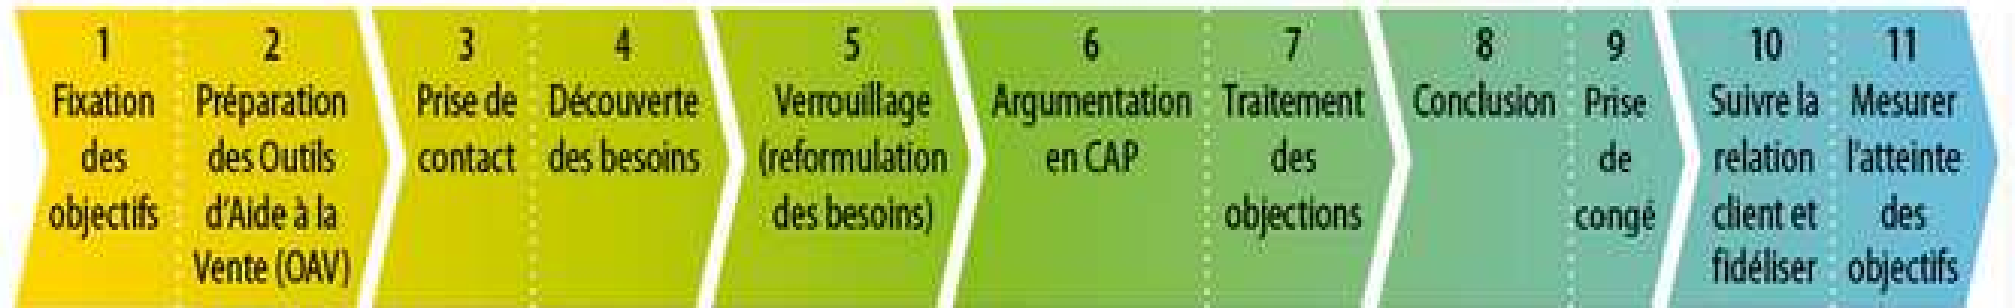 1
Fixation
des
objectifs
2
Préparation
des Outils
d'Aide à la
Vente (OAV)
3
Prise de
contact
4
Découverte
des besoins
5
Verrouillage
(reformulation
des besoins)
6
Argumentation
en CAP
7
Traitement
des
objections
8
Conclusion
9
Prise
de
congé
10
Suivre la
relation
client et
fidéliser
11
Mesurer
l'atteinte
des
objectifs